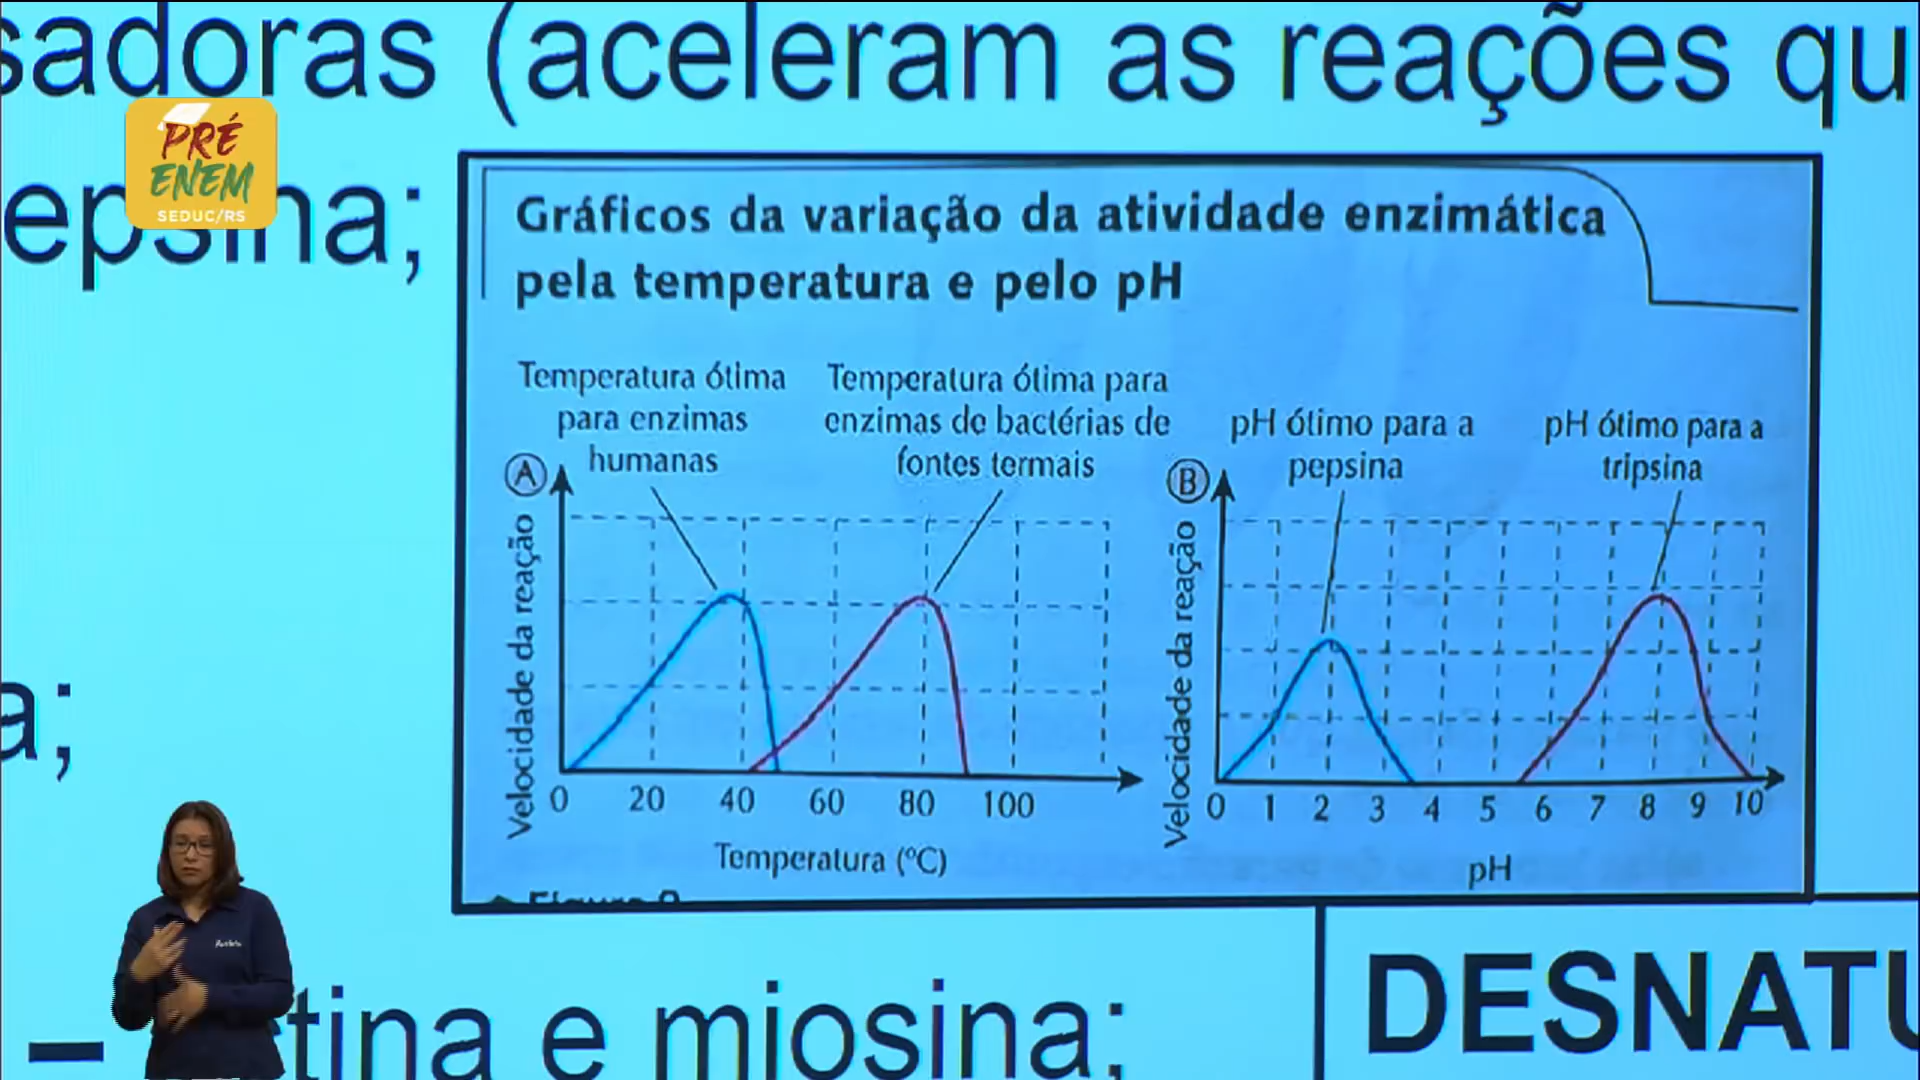 sadoras (aceleram as reações qu
PRÉ
ENEM
SEDUC/RS
Gráficos da variação da atividade enzimática
pela temperatura e pelo pH
Temperatura ótima
para enzimas
humanas
Temperatura ótima para
enzimas de bactérias de
fontes termais
A
Velocidade da reação
0 20 40 60 80 100
Temperatura (ºC)
pH ótimo para a
pepsina
pH ótimo para a
tripsina
B
Velocidade da reação
0 1 2 3 4 5 6 7 8 9 10
pH
a;
– tina e miosina;
DESNATU